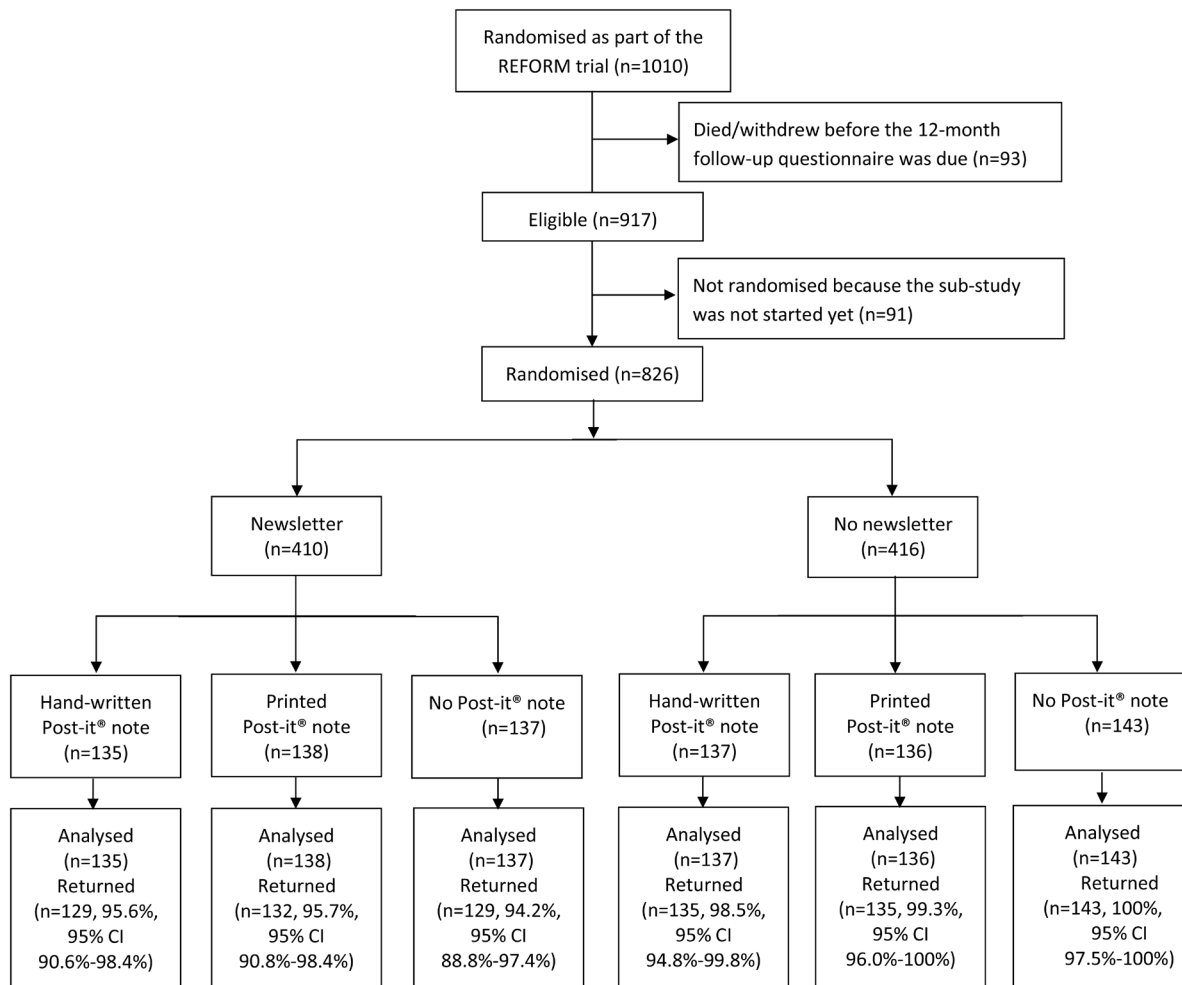 Randomised as part of the
REFORM trial (n=1010)
Died/withdrew before the 12-month
follow-up questionnaire was due (n=93)
Eligible (n=917)
Not randomised because the sub-study
was not started yet (n=91)
Randomised (n=826)
Newsletter
(n=410)
No newsletter
(n=416)
Hand-written
Post-it® note
(n=135)
Printed
Post-it® note
(n=138)
No Post-it® note
(n=137)
Hand-written
Post-it® note
(n=137)
Printed
Post-it® note
(n=136)
No Post-it® note
(n=143)
Analysed
(n=135)
Returned
(n=129, 95.6%,
95% CI
90.6%-98.4%)
Analysed
(n=138)
Returned
(n=132, 95.7%,
95% CI
90.8%-98.4%)
Analysed
(n=137)
Returned
(n=129, 94.2%,
95% CI
88.8%-97.4%)
Analysed
(n=137)
Returned
(n=135, 98.5%,
95% CI
94.8%-99.8%)
Analysed
(n=136)
Returned
(n=135, 99.3%,
95% CI
96.0%-100%)
Analysed
(n=143)
Returned
(n=143, 100%,
95% CI
97.5%-100%)